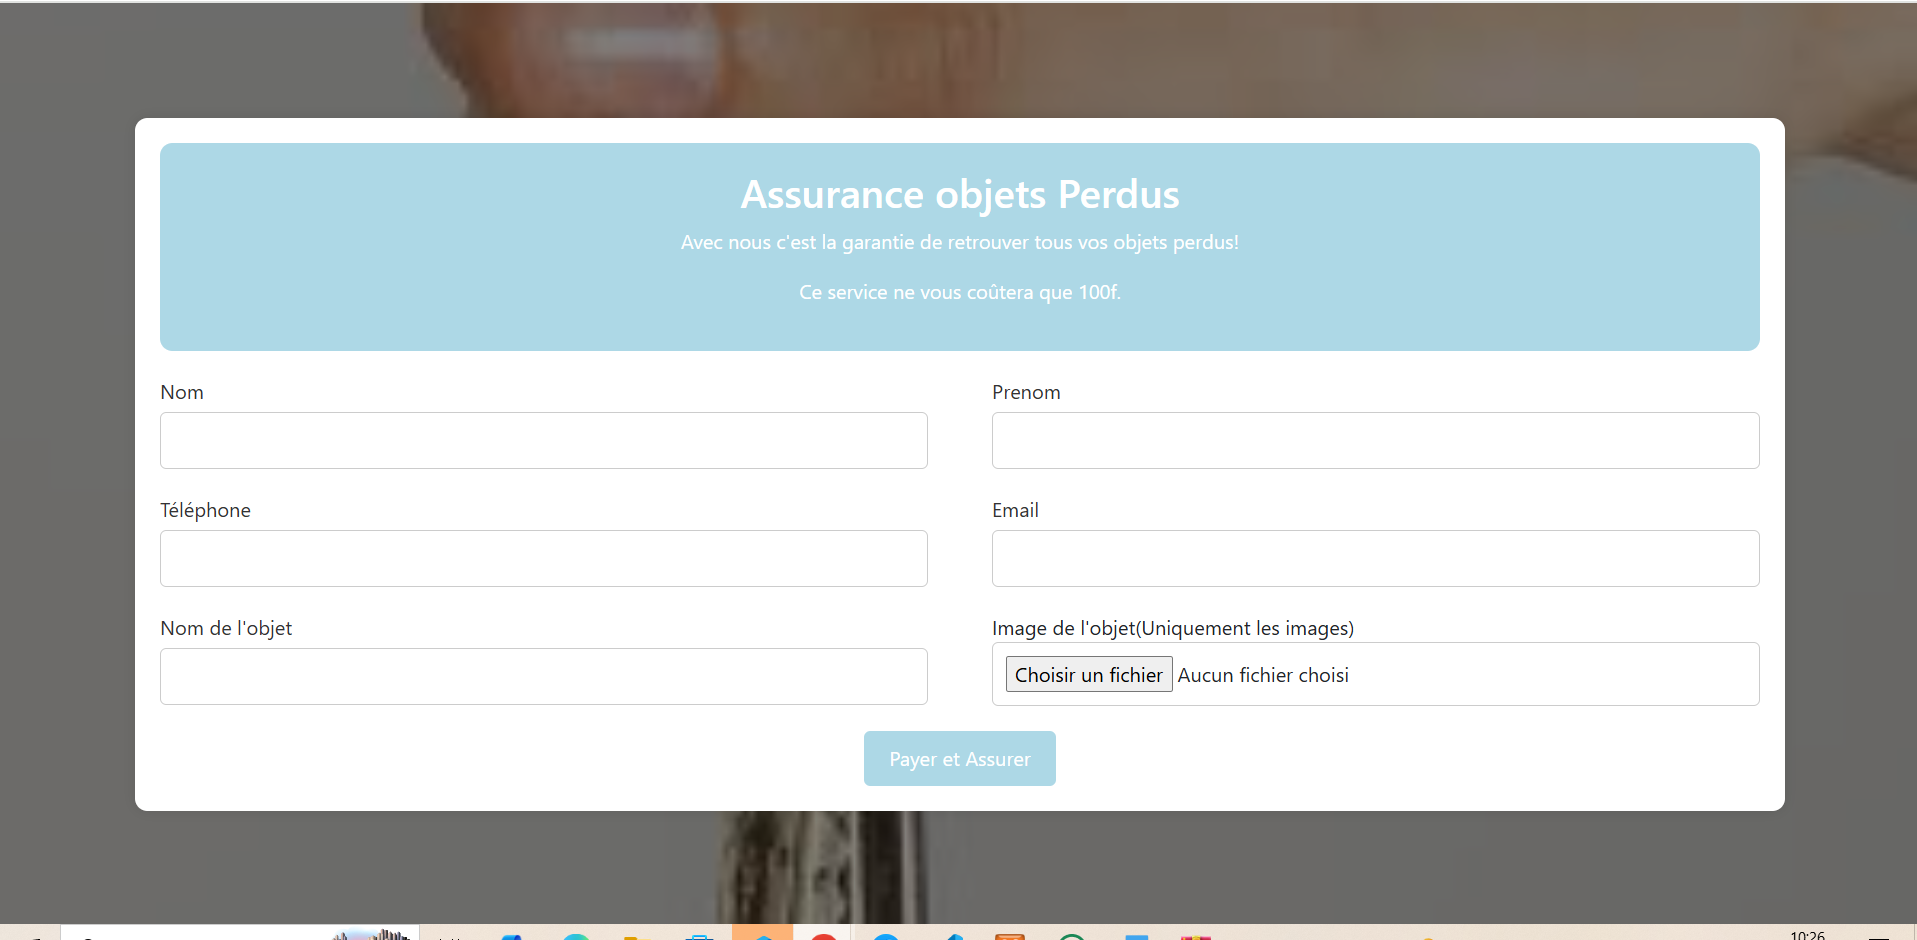 Assurance objets Perdus
Avec nous c'est la garantie de retrouver tous vos objets perdus!
Ce service ne vous coûtera que 100f.
Nom
Prenom
Téléphone
Email
Nom de l'objet
Image de l'objet(Uniquement les images)
Choisir un fichier Aucun fichier choisi
Payer et Assurer
10:26